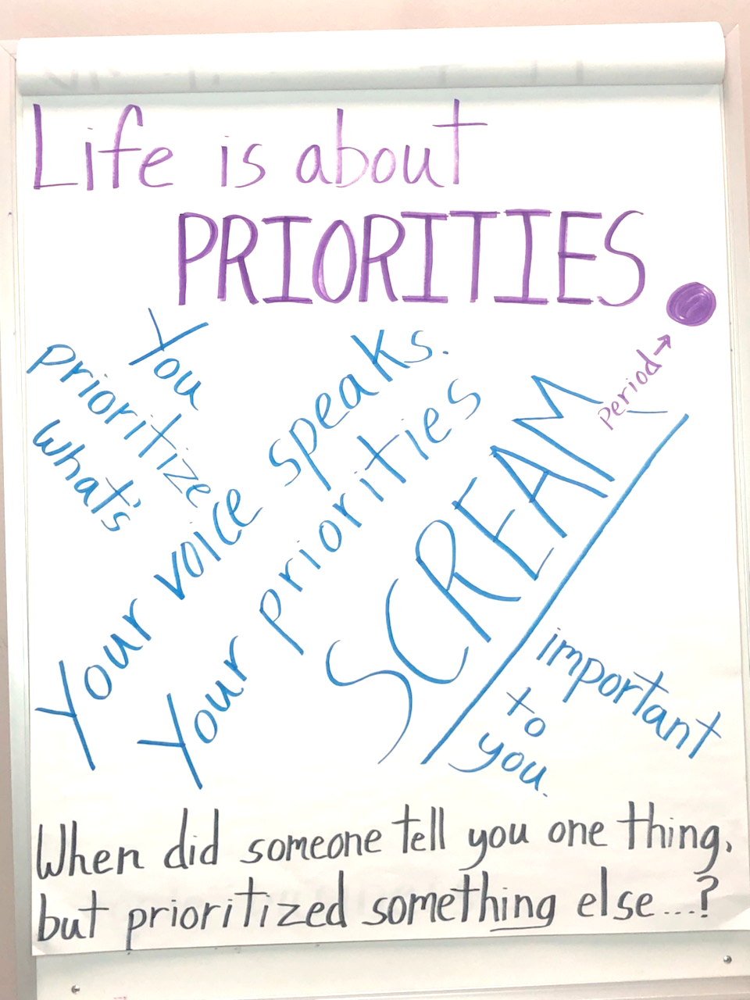 Life is about
PRIORITIES.
Period→
You
prioritize
what's
Your voice speaks.
Your priorities
SCREAM
important
to
you.
When did someone tell you one thing,
but prioritized something else...?